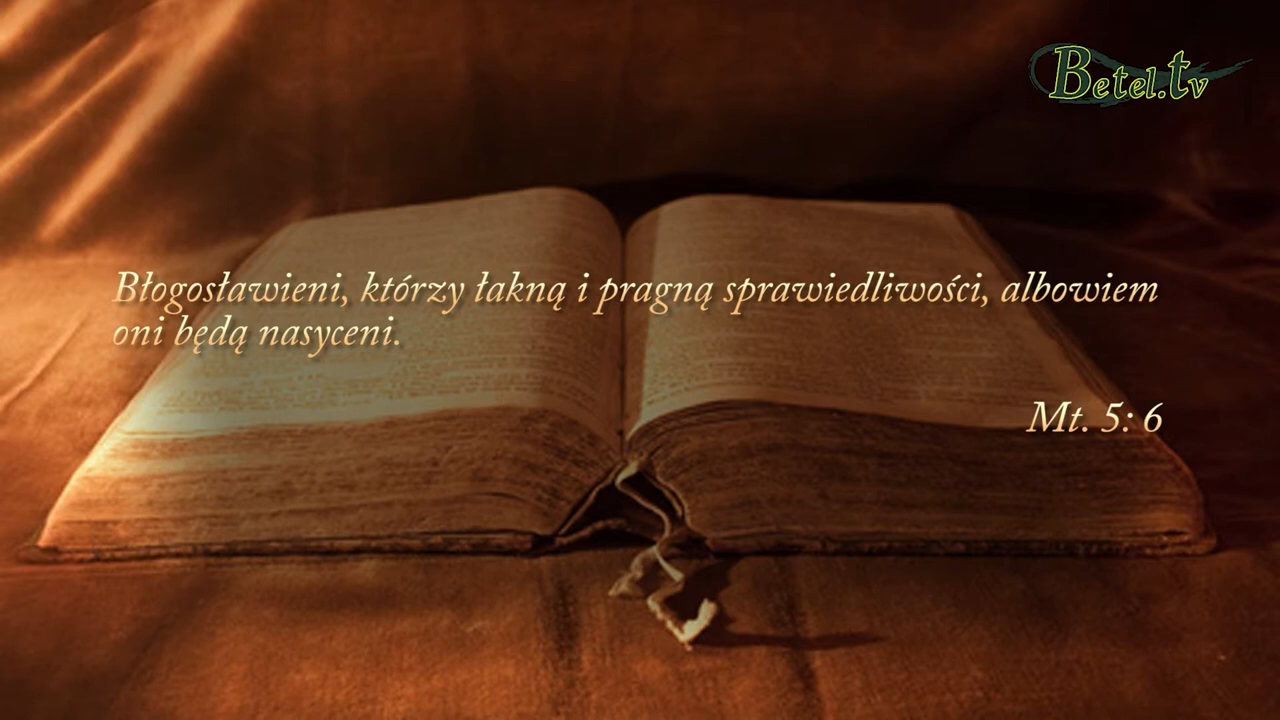 Betel.tv
Błogosławieni, którzy łakną i pragną sprawiedliwości, albowiem
oni będą nasyceni.
Mt. 5: 6